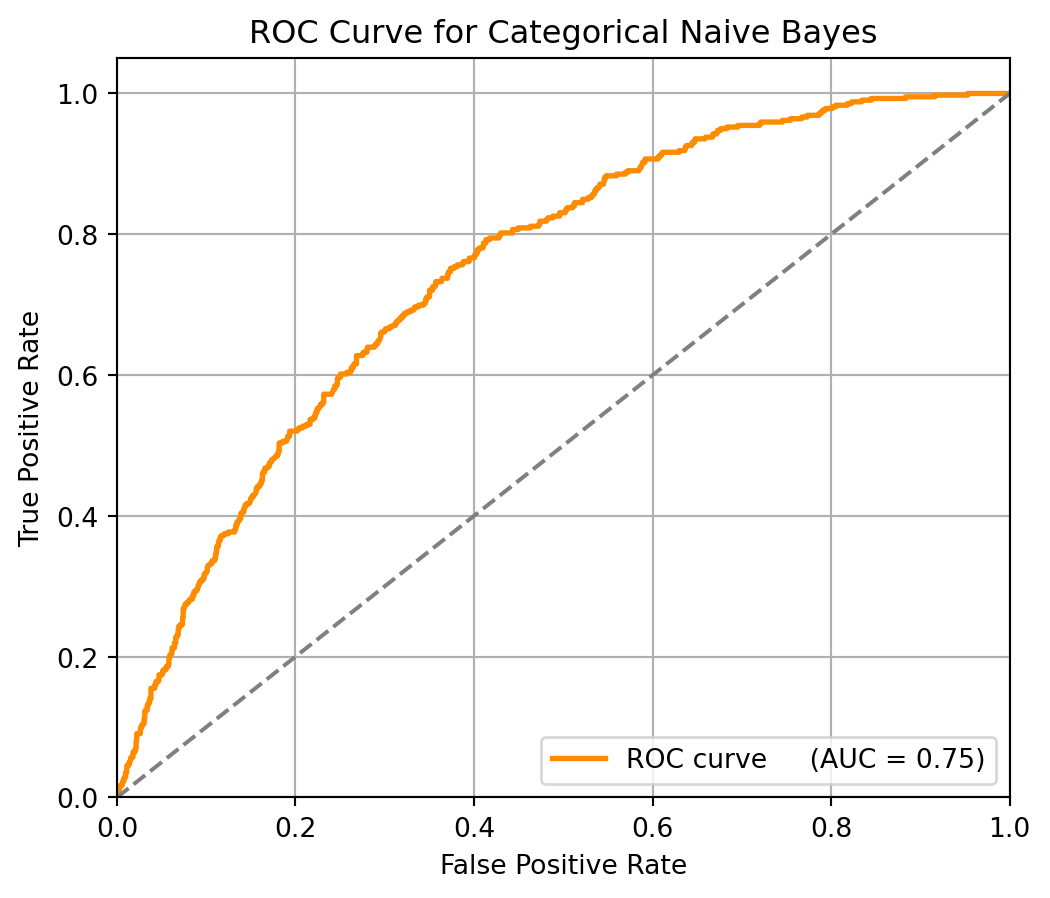 ROC Curve for Categorical Naive Bayes
1.0
0.8
0.6
0.4
0.2
0.0
True Positive Rate
ROC curve (AUC = 0.75)
0.0 0.2 0.4 0.6 0.8 1.0
False Positive Rate